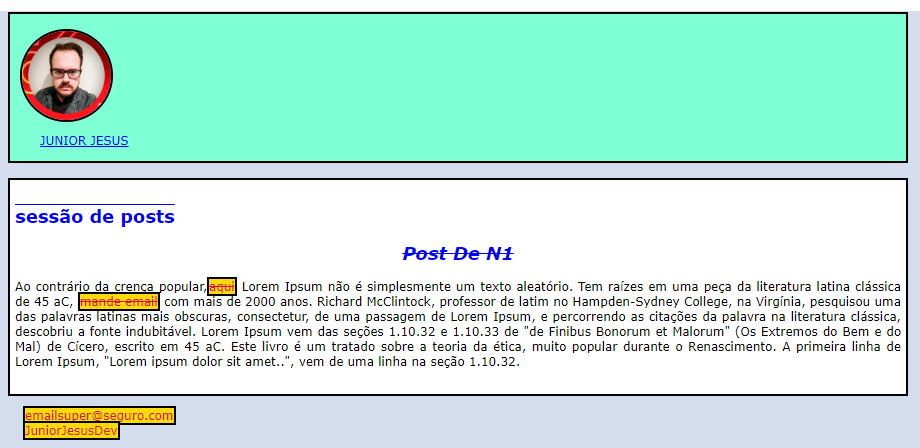 JUNIOR JESUS
sessão de posts
Post De N1
Ao contrário da crença popular,aqui Lorem Ipsum não é simplesmente um texto aleatório. Tem raízes em uma peça da literatura latina clássica
de 45 aC, mande email com mais de 2000 anos. Richard McClintock, professor de latim no Hampden-Sydney College, na Virgínia, pesquisou uma
das palavras latinas mais obscuras, consectetur, de uma passagem de Lorem Ipsum, e percorrendo as citações da palavra na literatura clássica,
descobriu a fonte indubitável. Lorem Ipsum vem das seções 1.10.32 e 1.10.33 de "de Finibus Bonorum et Malorum" (Os Extremos do Bem e do
Mal) de Cícero, escrito em 45 aC. Este livro é um tratado sobre a teoria da ética, muito popular durante o Renascimento. A primeira linha de
Lorem Ipsum, "Lorem ipsum dolor sit amet..", vem de uma linha na seção 1.10.32.
emailsuper@seguro.com
JuniorJesusDev